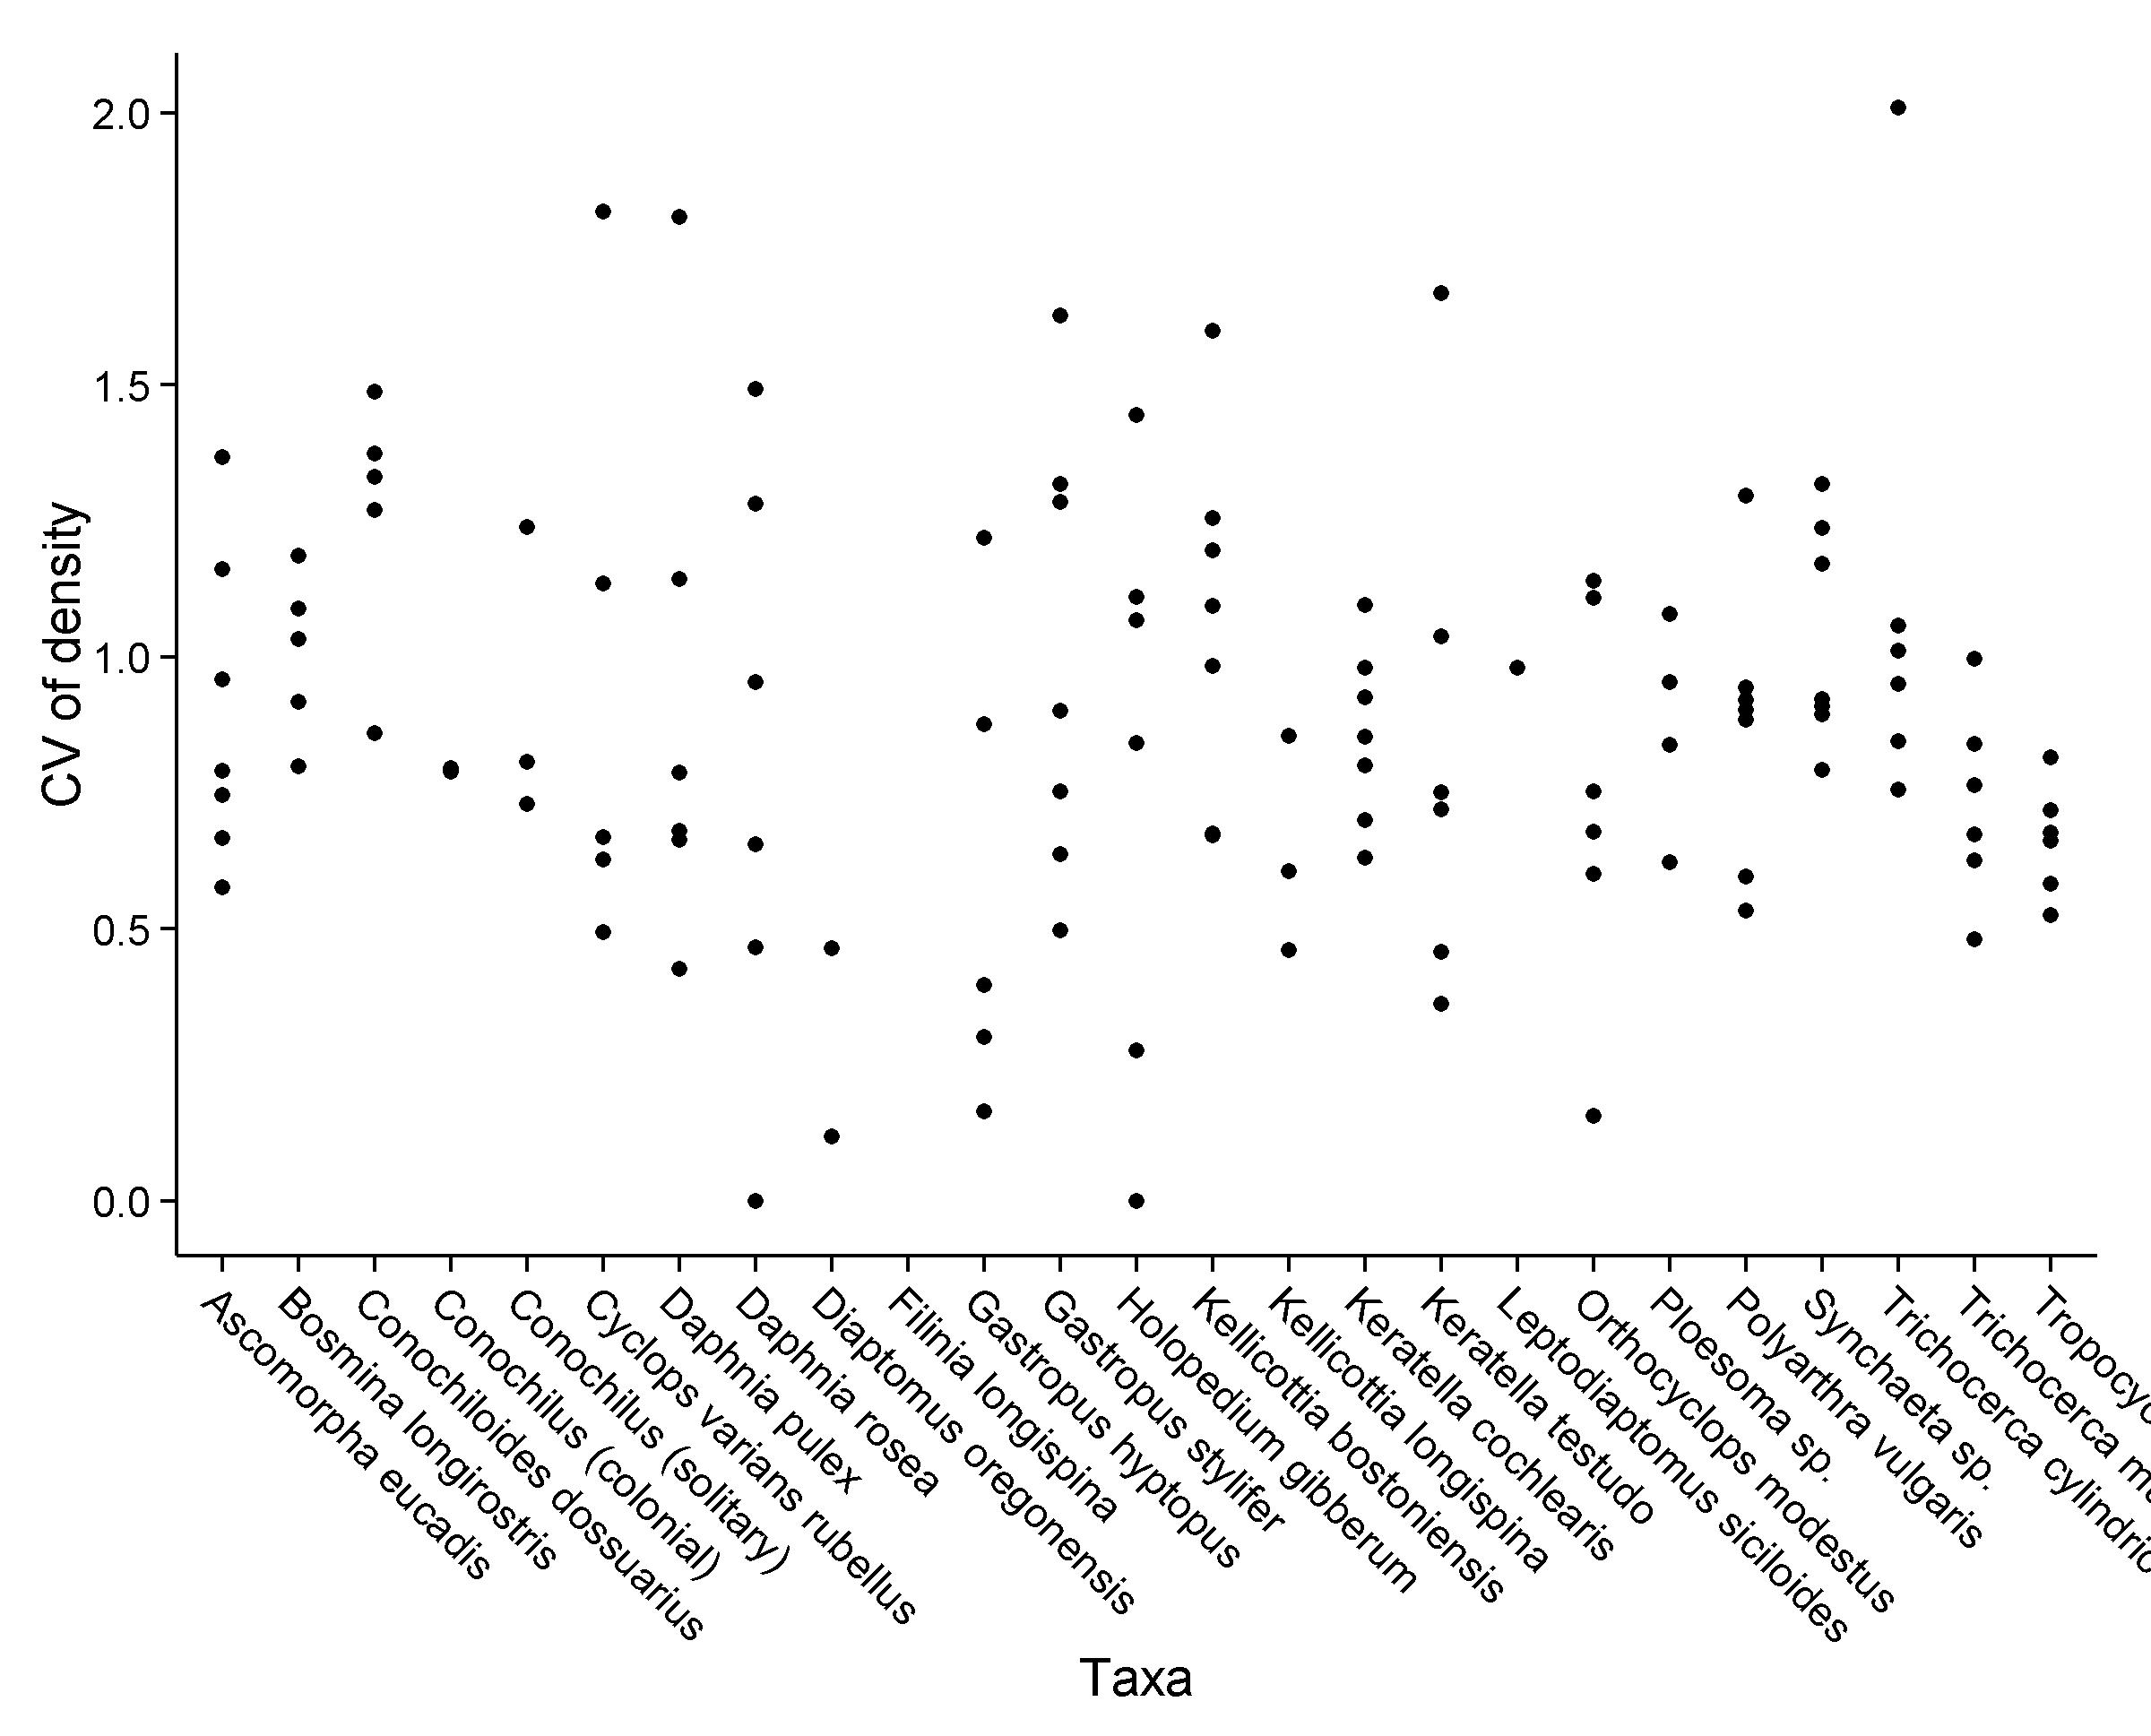 CV of density
2.0
1.5
1.0
0.5
0.0
Ascomorpha eucadis
Bosmina longirostris
Conochiloides dossuarius
Conochilus (colonial)
Conochilus (solitary)
Cyclops varians rubellus
Daphnia pulex
Daphnia rosea
Diaptomus oregonensis
Filinia longispina
Gastropus hyptopus
Gastropus stylifer
Holopedium gibberum
Kellicottia bostoniensis
Kellicottia longispina
Keratella cochlearis
Keratella testudo
Leptodiaptomus siciloides
Orthocyclops modestus
Ploesoma sp.
Polyarthra vulgaris
Synchaeta sp.
Trichocerca cylindric
Trichocerca
Tropocyc
Taxa